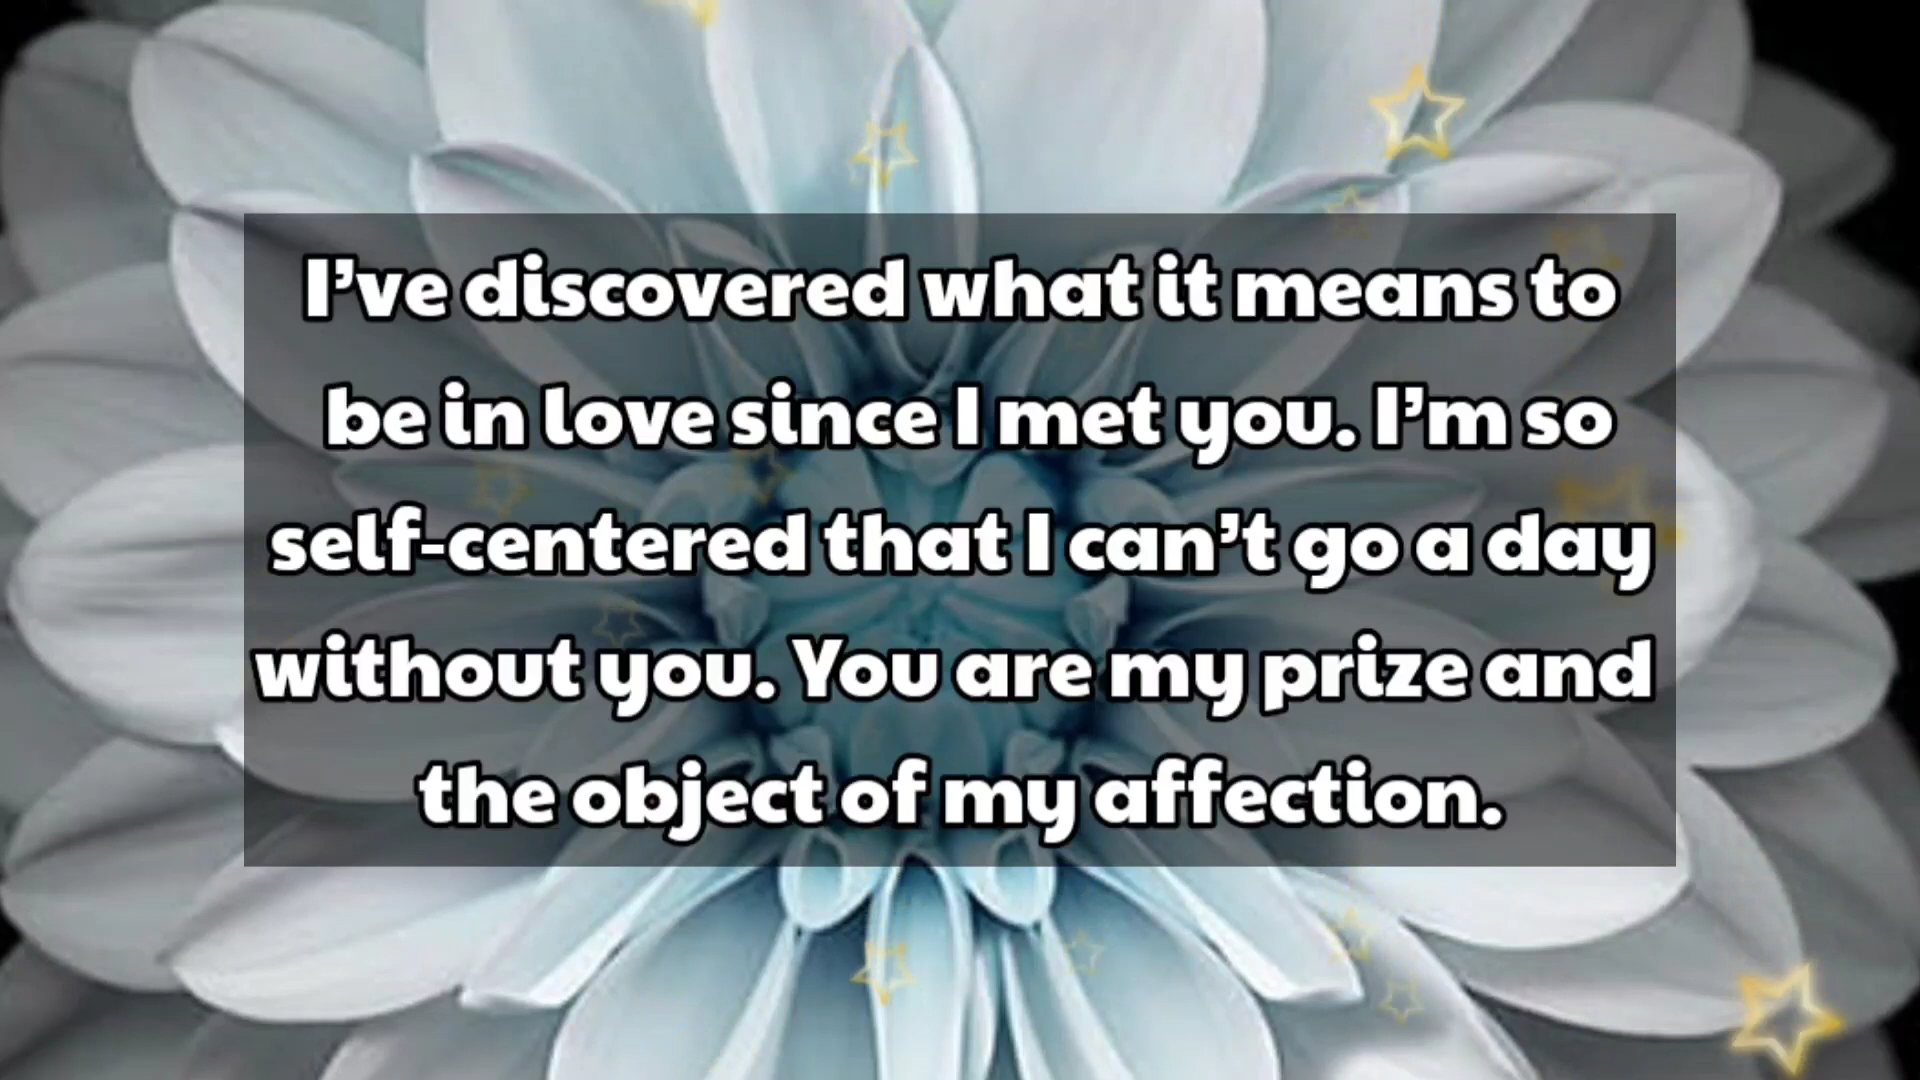 I’ve discovered what it means to
be in love since I met you. I’m so
self-centered that I can’t go a day
without you. You are my prize and
the object of my affection.